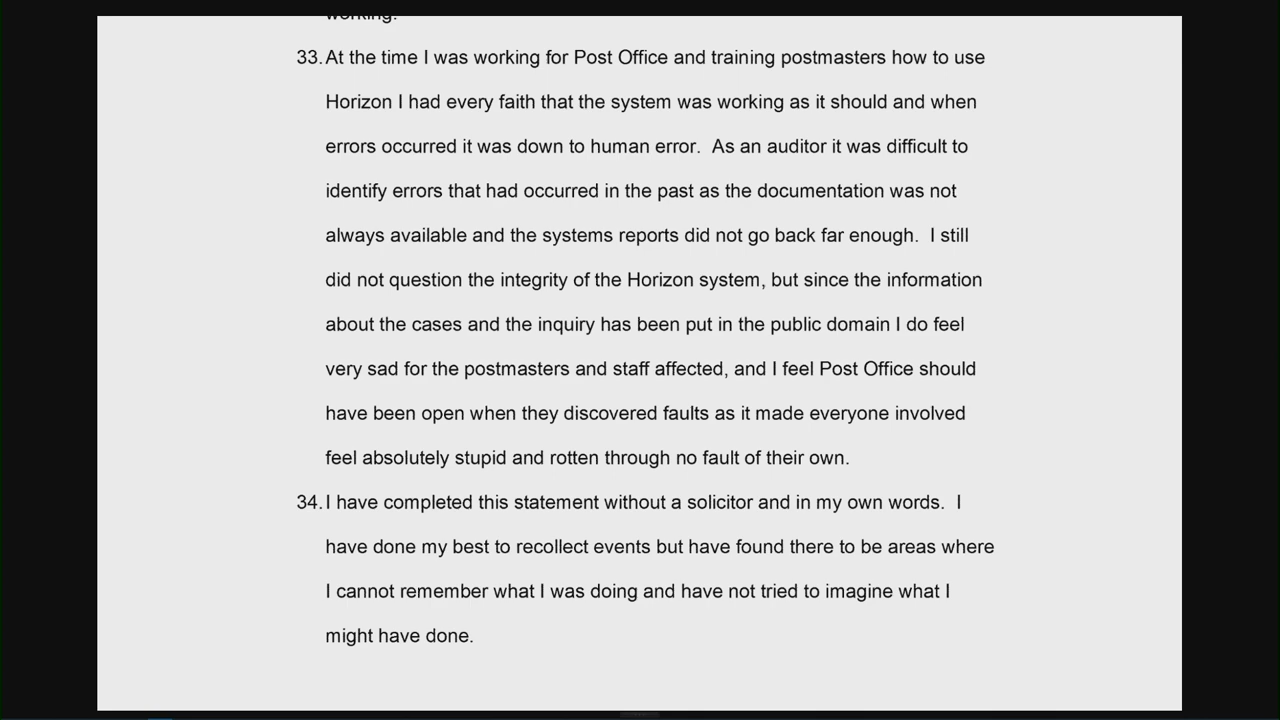 working.
33. At the time I was working for Post Office and training postmasters how to use
Horizon I had every faith that the system was working as it should and when
errors occurred it was down to human error.  As an auditor it was difficult to
identify errors that had occurred in the past as the documentation was not
always available and the systems reports did not go back far enough.  I still
did not question the integrity of the Horizon system, but since the information
about the cases and the inquiry has been put in the public domain I do feel
very sad for the postmasters and staff affected, and I feel Post Office should
have been open when they discovered faults as it made everyone involved
feel absolutely stupid and rotten through no fault of their own.
34. I have completed this statement without a solicitor and in my own words.  I
have done my best to recollect events but have found there to be areas where
I cannot remember what I was doing and have not tried to imagine what I
might have done.